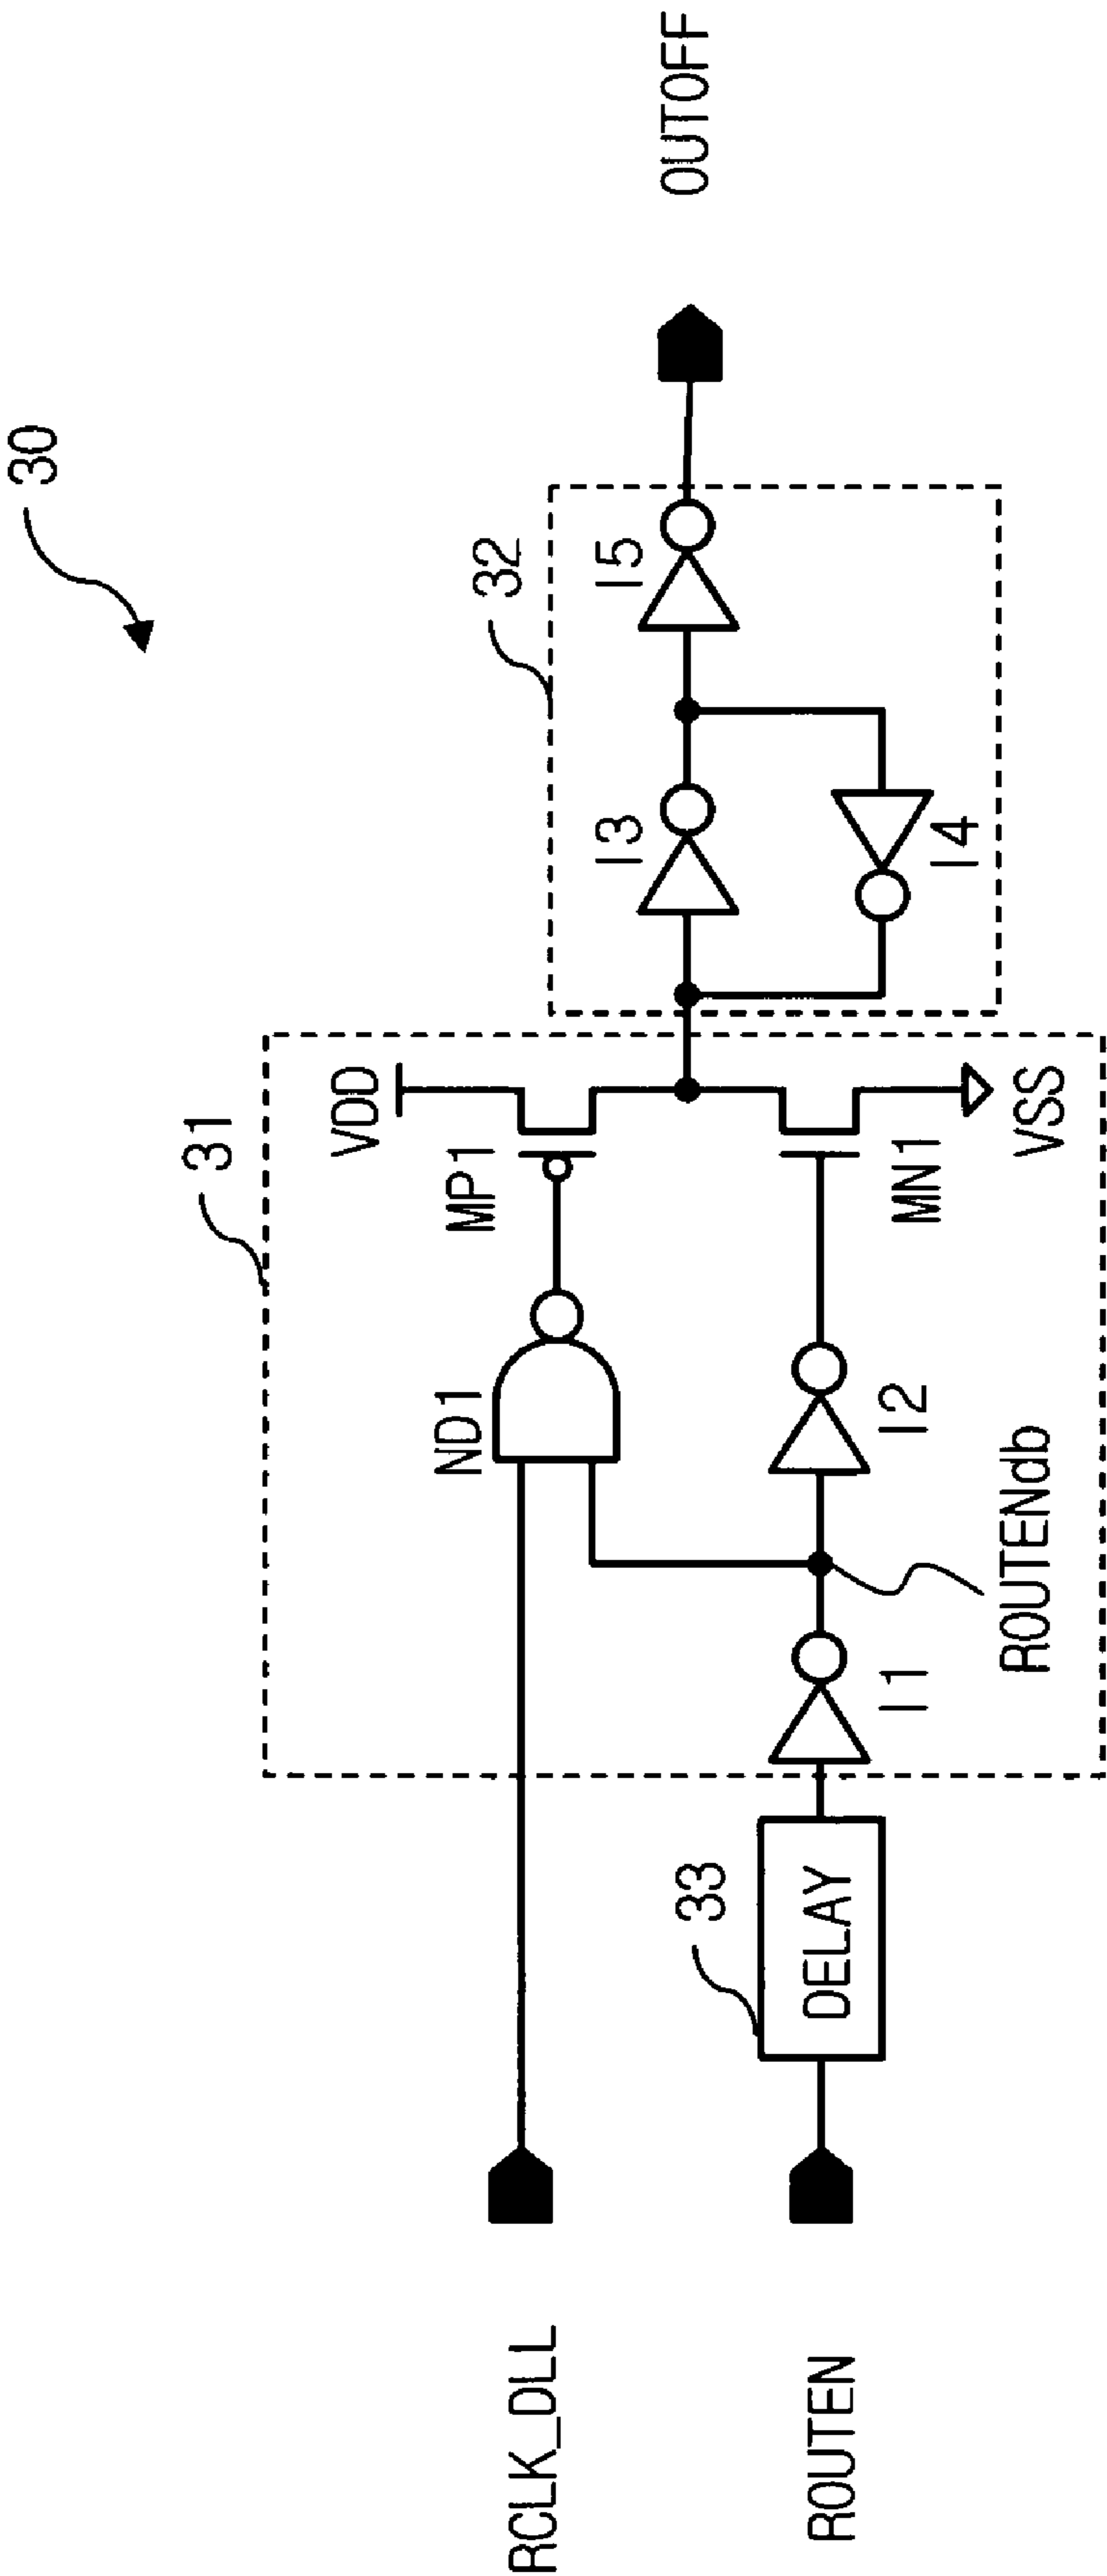 30
31
32
VDD
MP1
ND1
I3
I5
OUTOFF
RCLK_DLL
33
DELAY
ROUTEN
I1
I2
I4
MN1
VSS
ROUTENdb